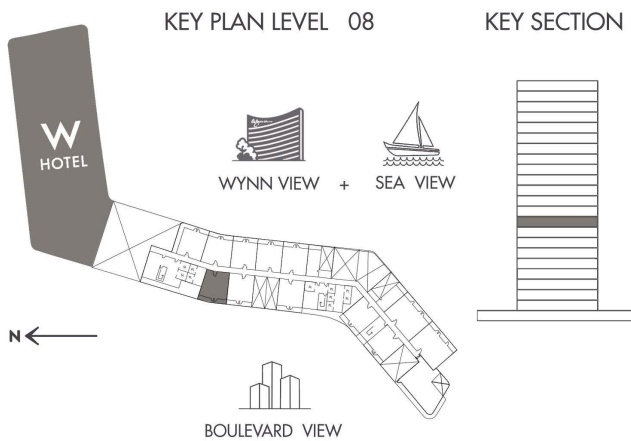 KEY PLAN LEVEL 08
KEY SECTION
W
HOTEL
WYNN VIEW + SEA VIEW
N
BOULEVARD VIEW